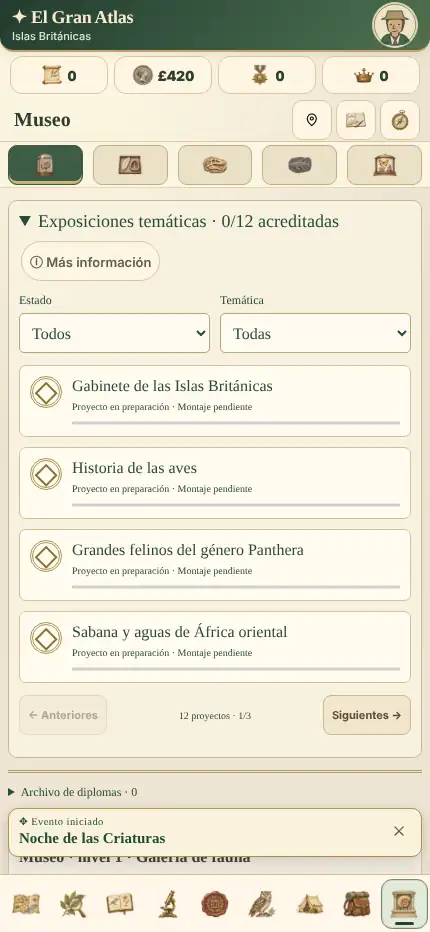 ✦ El Gran Atlas
Islas Británicas
0
£420
0
0
Museo
▼ Exposiciones temáticas · 0/12 acreditadas
ⓘ Más información
Estado
Temática
Todos
Todas
Gabinete de las Islas Británicas
Proyecto en preparación · Montaje pendiente
Historia de las aves
Proyecto en preparación · Montaje pendiente
Grandes felinos del género Panthera
Proyecto en preparación · Montaje pendiente
Sabana y aguas de África oriental
Proyecto en preparación · Montaje pendiente
← Anteriores
12 proyectos · 1/3
Siguientes →
▶ Archivo de diplomas · 0
✥ Evento iniciado
Noche de las Criaturas
Museo · nivel 1 · Galería de fauna